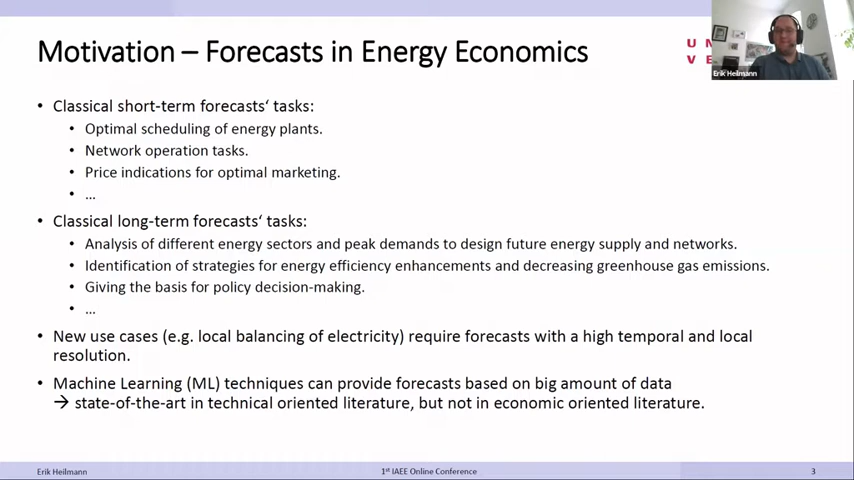 Motivation – Forecasts in Energy Economics
U N
V E
Erik Heilmann
• Classical short-term forecasts‘ tasks:
• Optimal scheduling of energy plants.
• Network operation tasks.
• Price indications for optimal marketing.
• ...
• Classical long-term forecasts‘ tasks:
• Analysis of different energy sectors and peak demands to design future energy supply and networks.
• Identification of strategies for energy efficiency enhancements and decreasing greenhouse gas emissions.
• Giving the basis for policy decision-making.
• ...
• New use cases (e.g. local balancing of electricity) require forecasts with a high temporal and local
resolution.
• Machine Learning (ML) techniques can provide forecasts based on big amount of data
→ state-of-the-art in technical oriented literature, but not in economic oriented literature.
Erik Heilmann
1st IAEE Online Conference
3